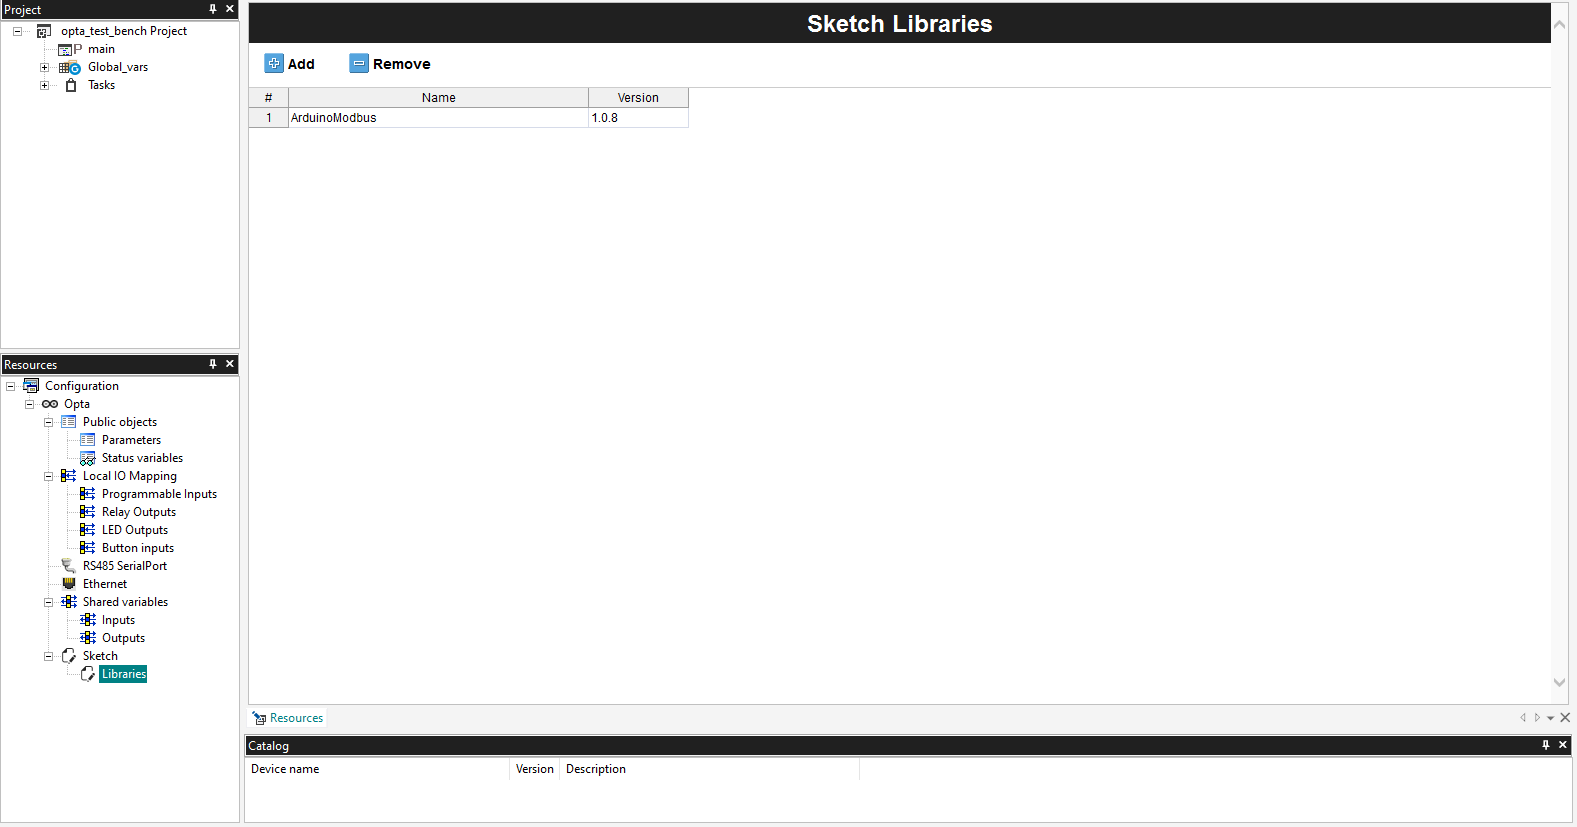 Project
opta_test_bench Project
main
Global_vars
Tasks
Resources
Configuration
Opta
Public objects
Parameters
Status variables
Local IO Mapping
Programmable Inputs
Relay Outputs
LED Outputs
Button inputs
RS485 SerialPort
Ethernet
Shared variables
Inputs
Outputs
Sketch
Libraries
Sketch Libraries
Add Remove
# Name Version
1 ArduinoModbus 1.0.8
Resources
Catalog
Device name Version Description